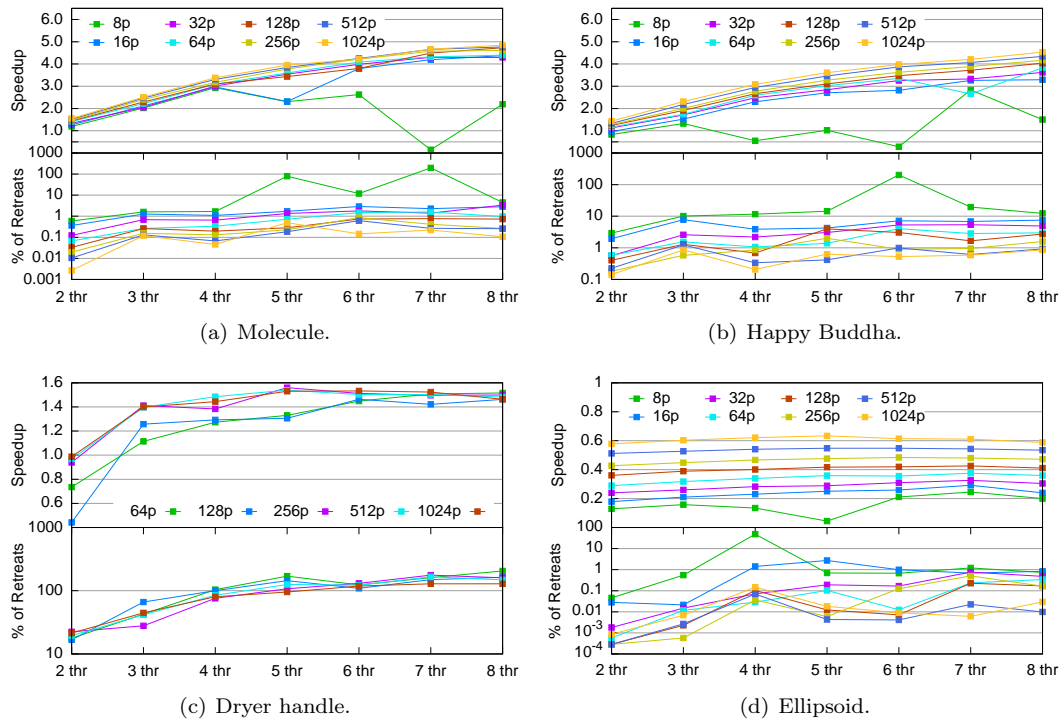 6.0
8p
32p
128p
512p
5.0
16p
64p
256p
1024p
4.0
3.0
2.0
1.0
Speedup
1000
100
10
1
0.1
0.01
0.001
% of Retreats
2 thr 3 thr 4 thr 5 thr 6 thr 7 thr 8 thr
(a) Molecule.
6.0
8p
32p
128p
512p
5.0
16p
64p
256p
1024p
4.0
3.0
2.0
1.0
Speedup
1000
100
10
1
0.1
% of Retreats
2 thr 3 thr 4 thr 5 thr 6 thr 7 thr 8 thr
(b) Happy Buddha.
1.6
1.4
1.2
1.0
0.8
0.6
Speedup
64p 128p 256p 512p 1024p
1000
100
10
% of Retreats
2 thr 3 thr 4 thr 5 thr 6 thr 7 thr 8 thr
(c) Dryer handle.
1
8p
32p
128p
512p
0.8
16p
64p
256p
1024p
0.6
0.4
0.2
Speedup
100
10
1
0.1
0.01
10⁻³
10⁻⁴
% of Retreats
2 thr 3 thr 4 thr 5 thr 6 thr 7 thr 8 thr
(d) Ellipsoid.